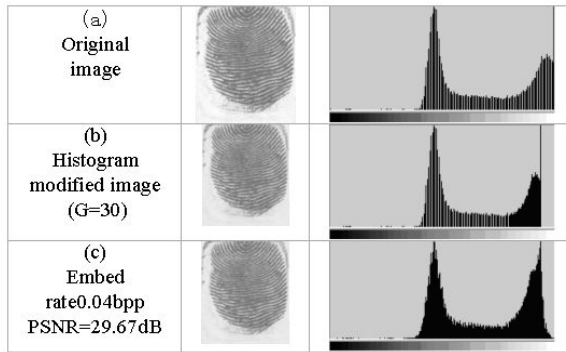 (a)
Original
image
(b)
Histogram
modified image
(G=30)
(c)
Embed
rate0.04bpp
PSNR=29.67dB